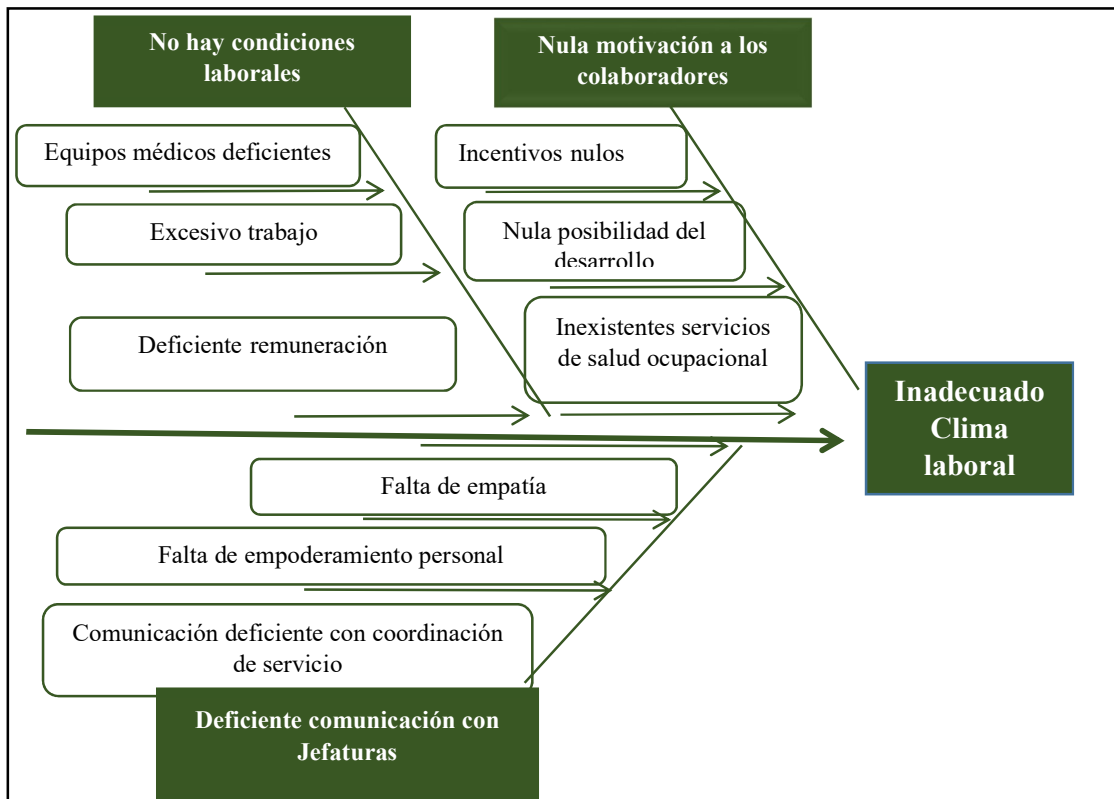 No hay condiciones
laborales
Nula motivación a los
colaboradores
Equipos médicos deficientes
Excesivo trabajo
Deficiente remuneración
Incentivos nulos
Nula posibilidad del
desarrollo
Inexistentes servicios
de salud ocupacional
Inadecuado
Clima
laboral
Falta de empatía
Falta de empoderamiento personal
Comunicación deficiente con coordinación
de servicio
Deficiente comunicación con
Jefaturas